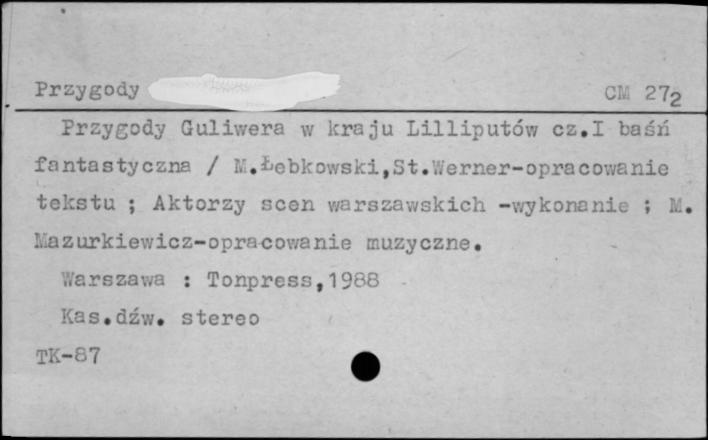 Przygody CM 272
Przygody Guliwera w kraju Lilliputów cz.I baśń
fantastyczna / M.Łebkowski,St.Werner-opracowanie
tekstu ; Aktorzy scen warszawskich -wykonanie ; M.
Mazurkiewicz-opracowanie muzyczne.
Warszawa : Tonpress,1988
Kas.dźw. stereo
TK-87